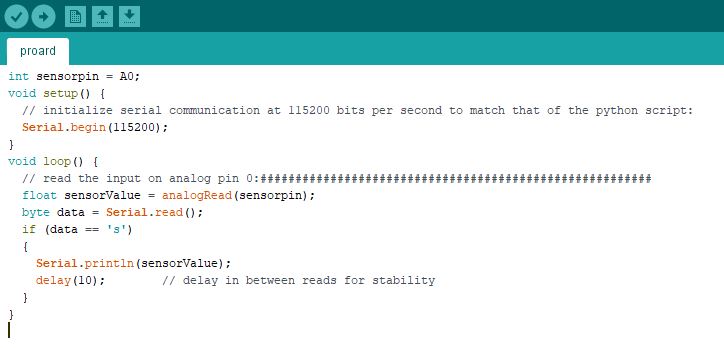 proard
int sensorpin = A0;
void setup() {
  // initialize serial communication at 115200 bits per second to match that of the python script:
  Serial.begin(115200);
}
void loop() {
  // read the input on analog pin 0:########################################################
  float sensorValue = analogRead(sensorpin);
  byte data = Serial.read();
  if (data == 's')
  {
    Serial.println(sensorValue);
    delay(10);        // delay in between reads for stability
  }
}